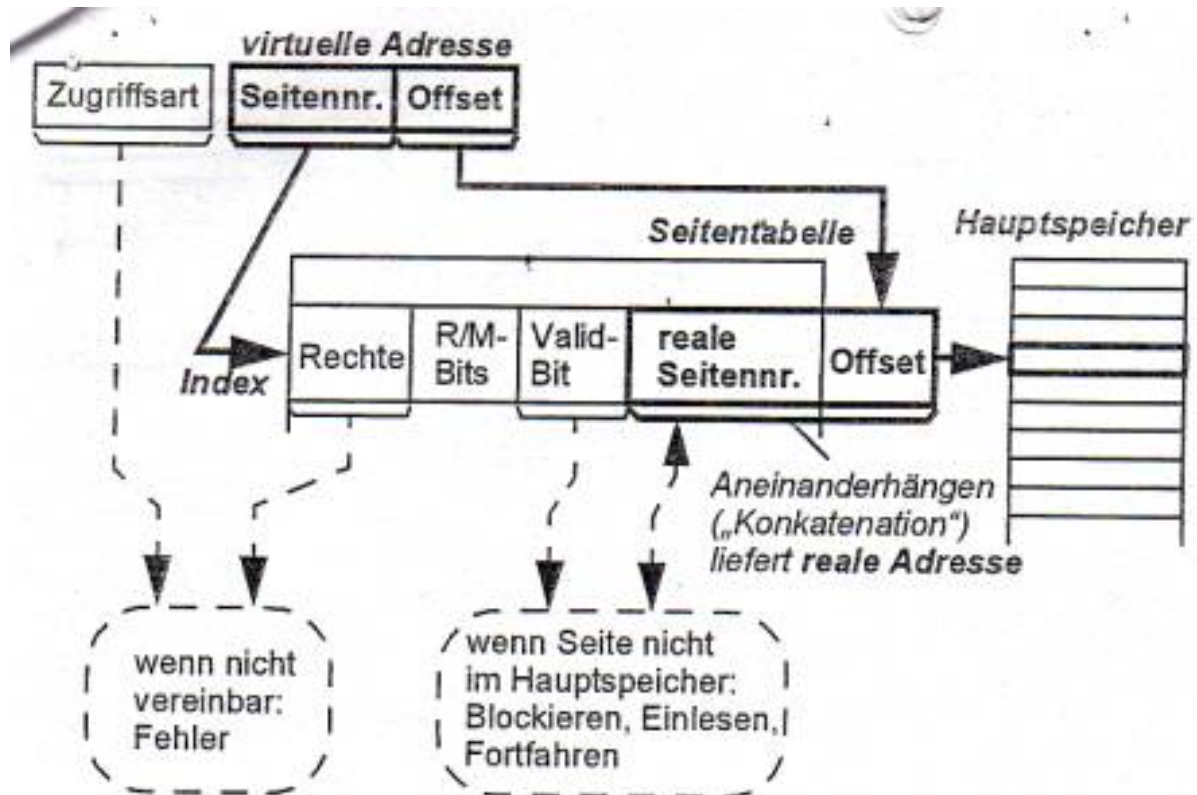 virtuelle Adresse
Zugriffsart
Seitennr.
Offset
Seitentabelle
Hauptspeicher
Index
Rechte
R/M-
Bits
Valid-
Bit
reale
Seitennr.
Offset
Aneinanderhängen
(„Konkatenation“)
liefert reale Adresse
wenn nicht
vereinbar:
Fehler
wenn Seite nicht
im Hauptspeicher:
Blockieren, Einlesen,
Fortfahren